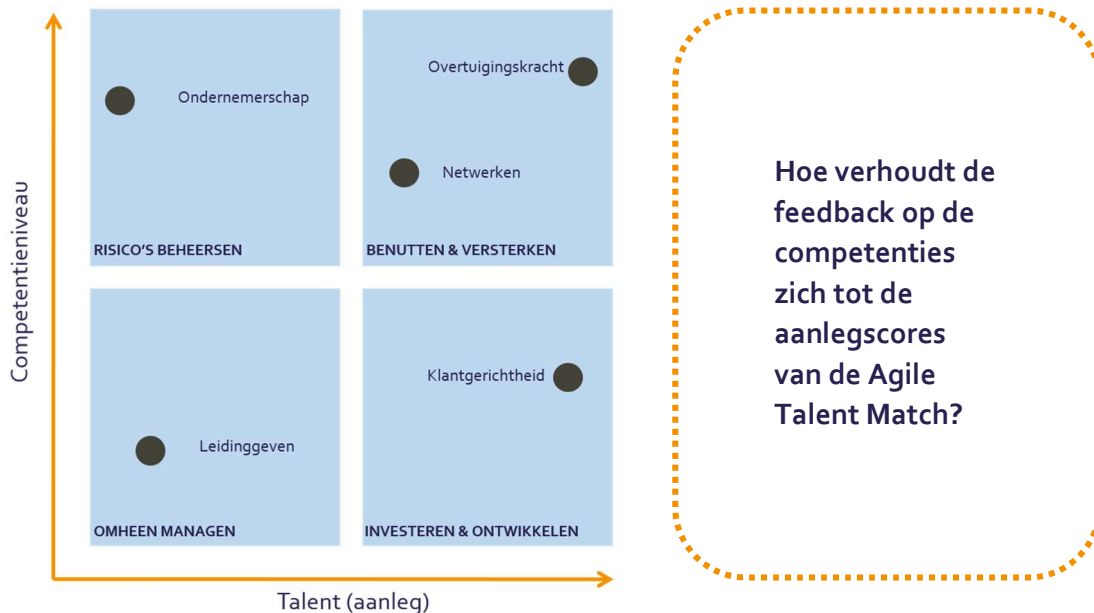 Competentieniveau
Ondernemerschap
RISICO'S BEHEERSEN
Overtuigingskracht
Netwerken
BENUTTEN & VERSTERKEN
Leidinggeven
OMHEEN MANAGEN
Klantgerichtheid
INVESTEREN & ONTWIKKELEN
Talent (aanleg)
Hoe verhoudt de
feedback op de
competenties
zich tot de
aanlegscores
van de Agile
Talent Match?